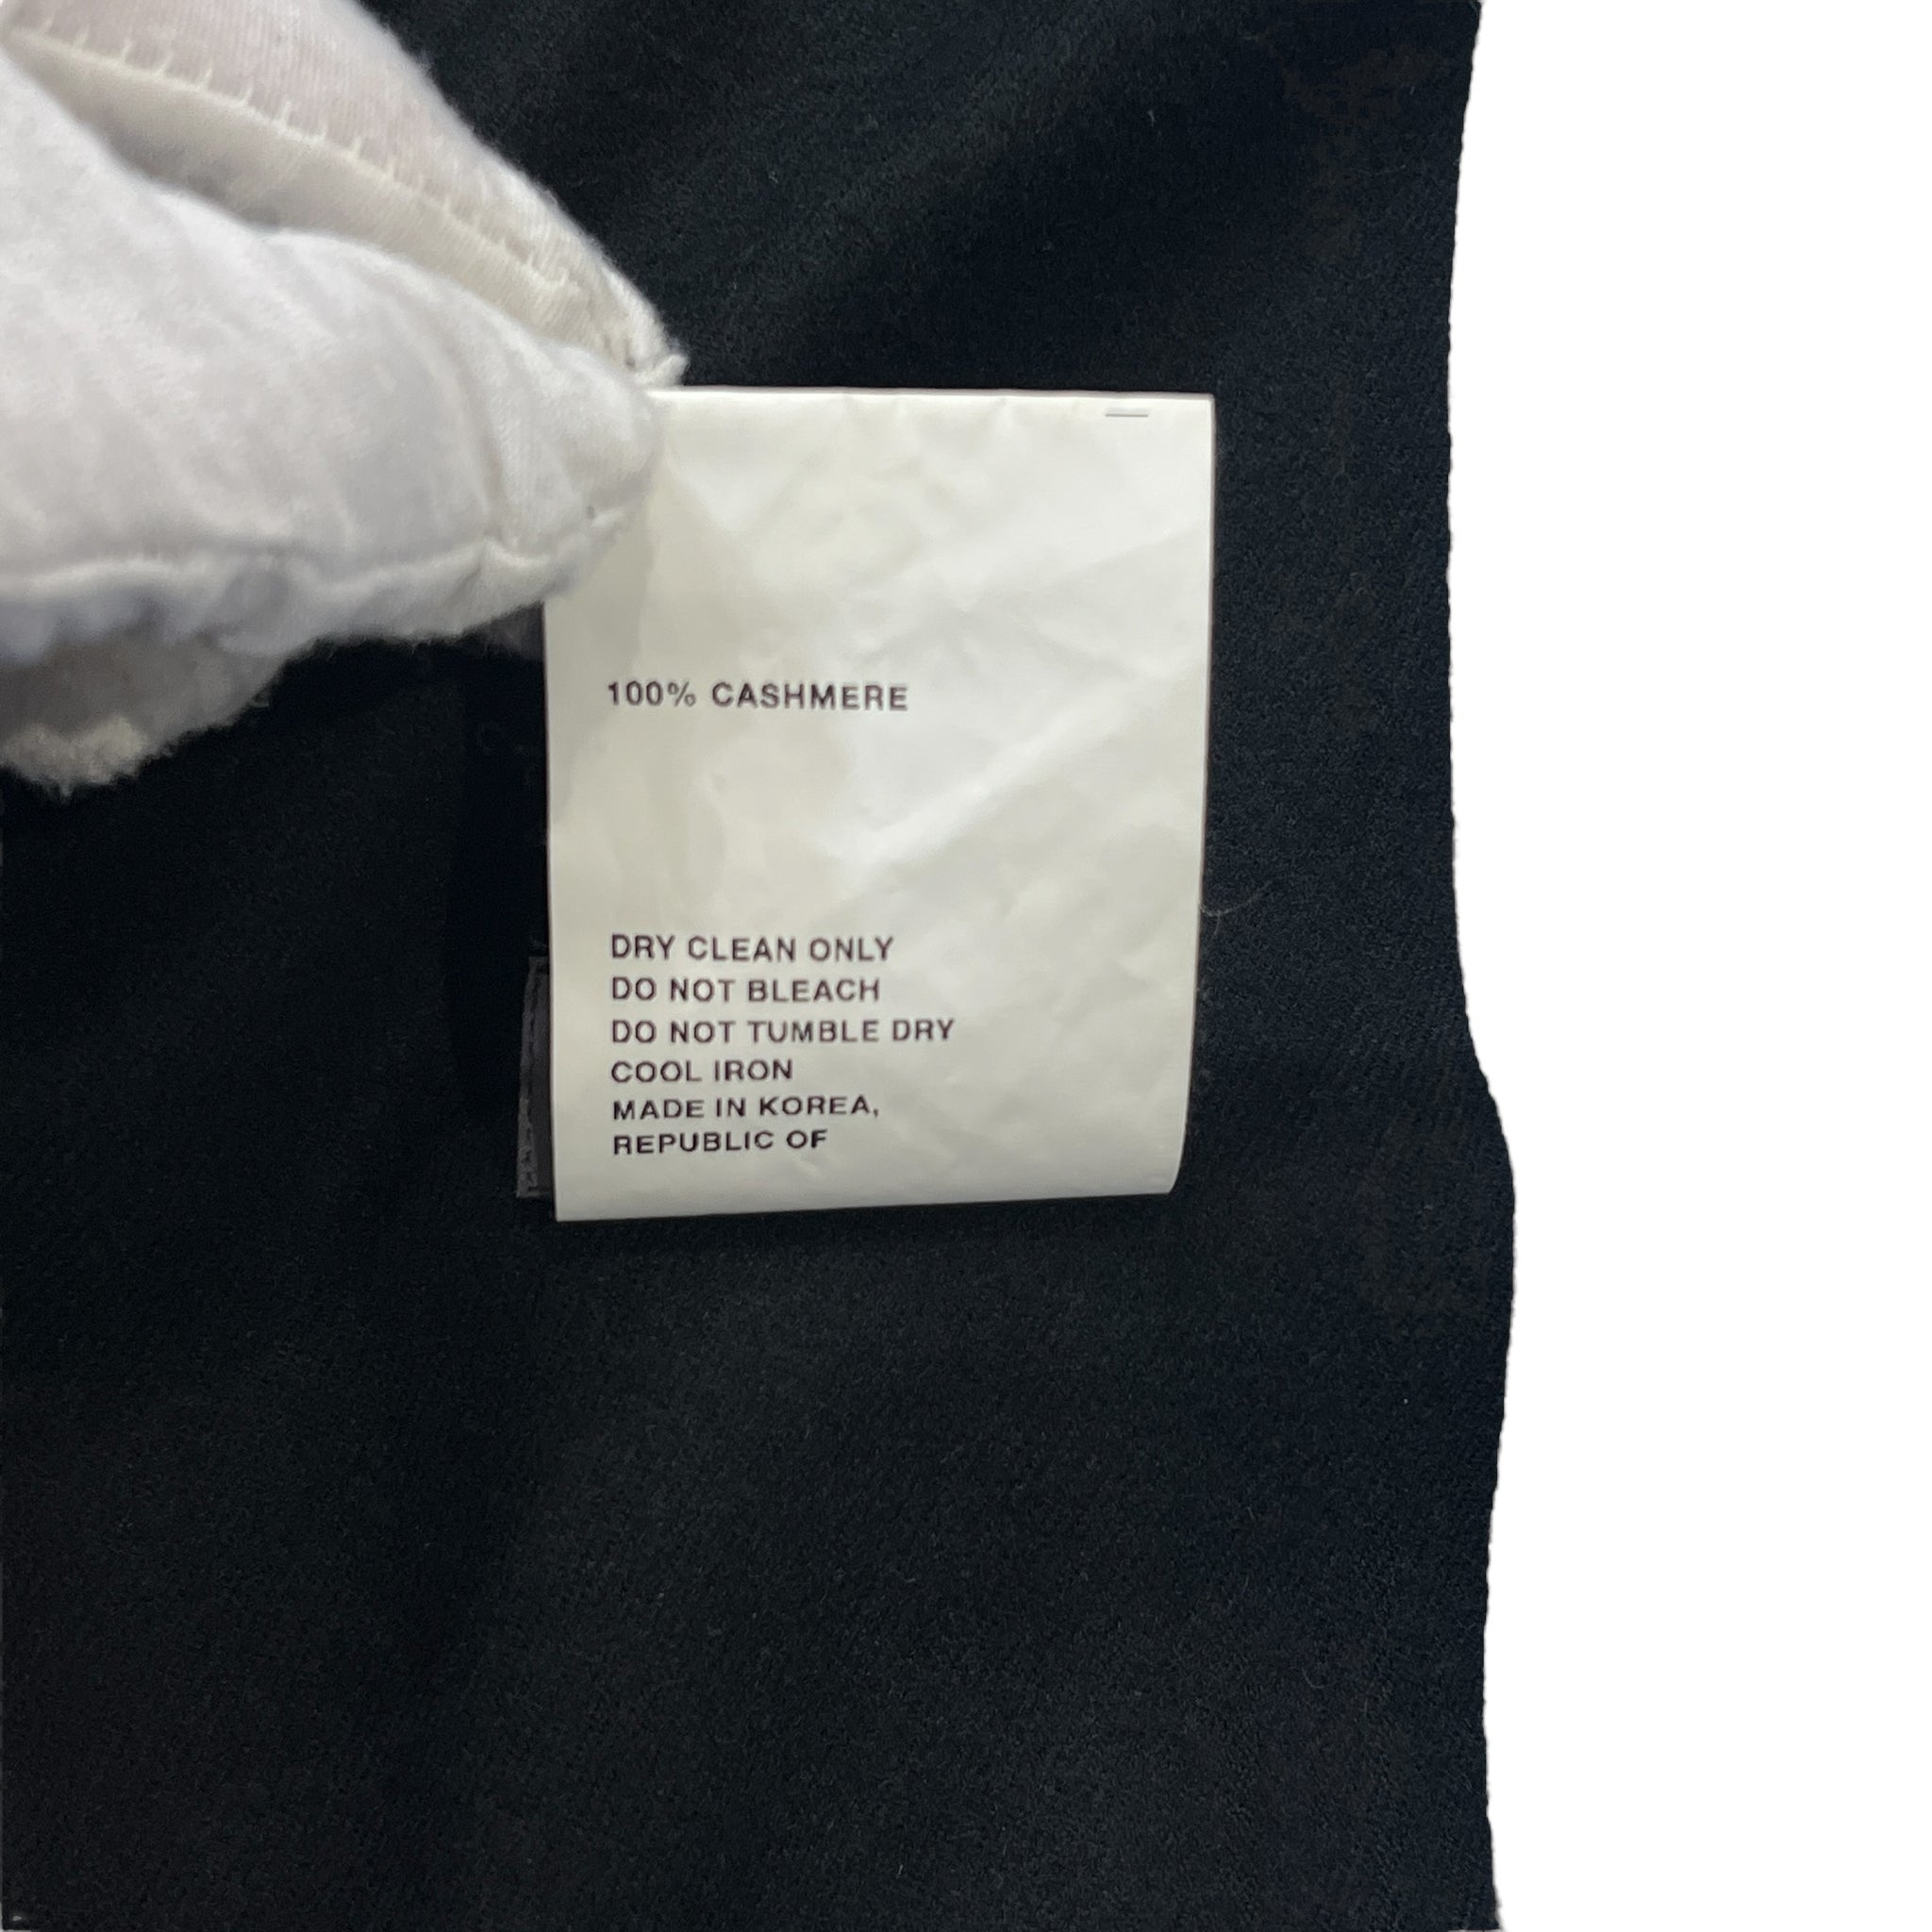 100% CASHMERE
DRY CLEAN ONLY
DO NOT BLEACH
DO NOT TUMBLE DRY
COOL IRON
MADE IN KOREA,
REPUBLIC OF